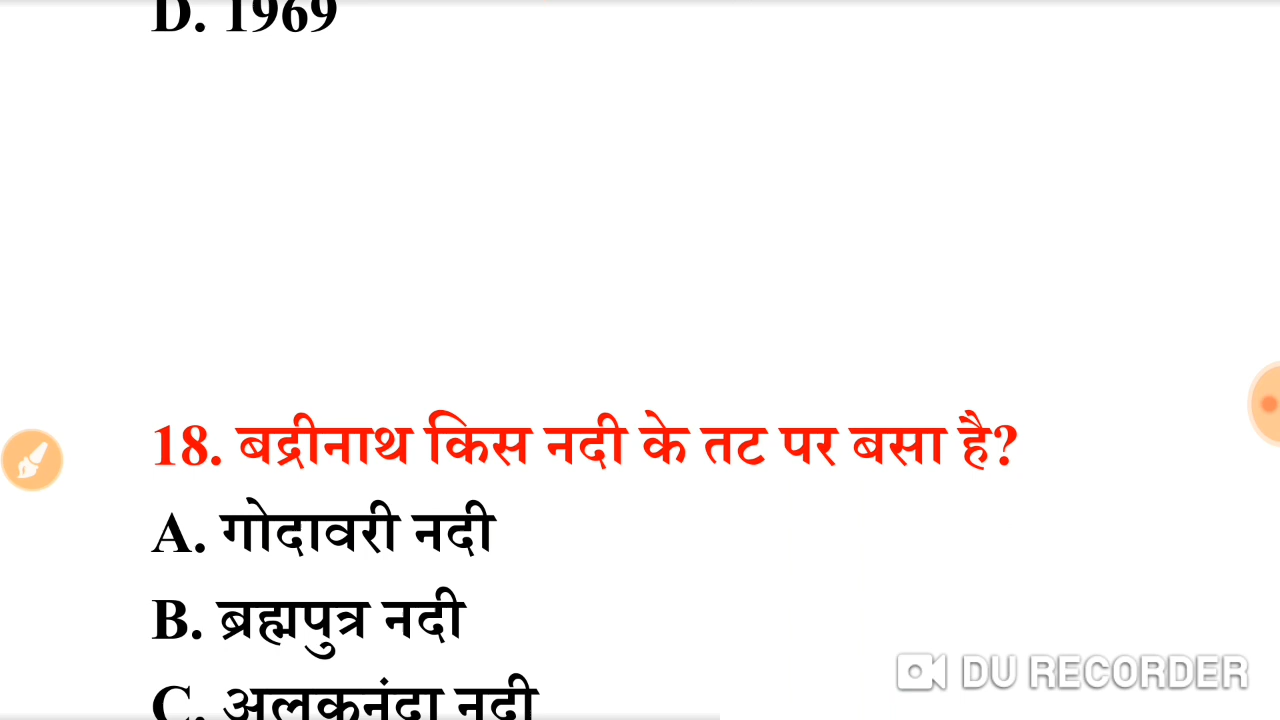 D. 1969
18. बद्रीनाथ किस नदी के तट पर बसा है?
A. गोदावरी नदी
B. ब्रह्मपुत्र नदी
C. अलकनंदा नदी
DU RECORDER